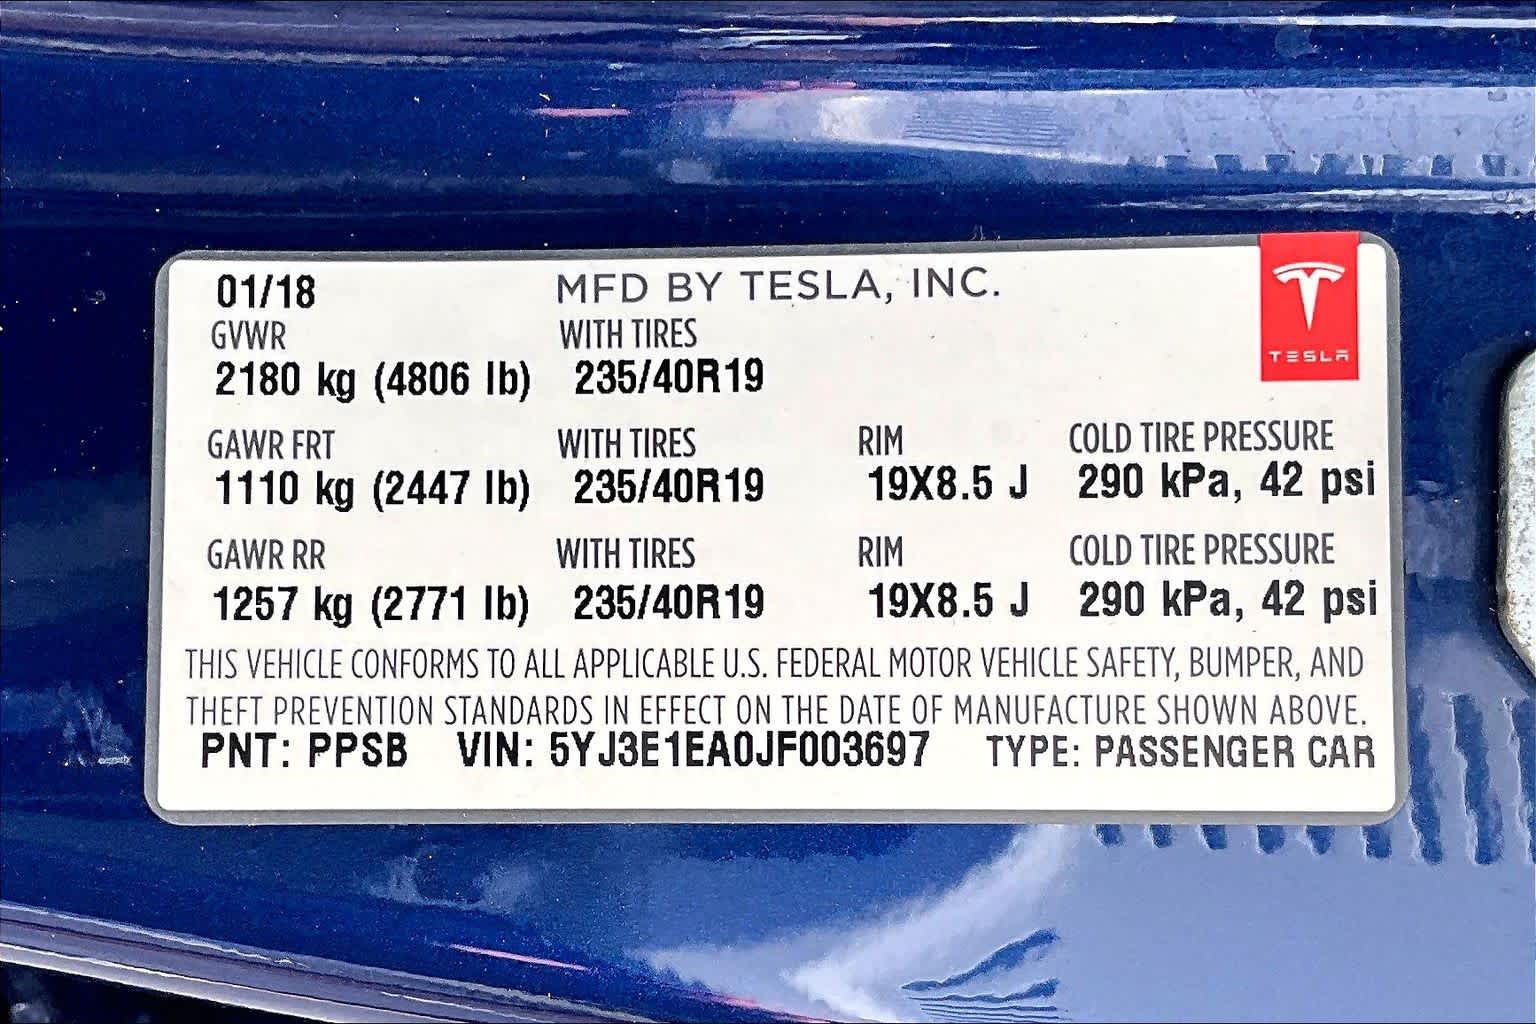 01/18 MFD BY TESLA, INC.
TESLA
GVWR WITH TIRES
2180 kg (4806 lb) 235/40R19
GAWR FRT WITH TIRES RIM COLD TIRE PRESSURE
1110 kg (2447 lb) 235/40R19 19X8.5 J 290 kPa, 42 psi
GAWR RR WITH TIRES RIM COLD TIRE PRESSURE
1257 kg (2771 lb) 235/40R19 19X8.5 J 290 kPa, 42 psi
THIS VEHICLE CONFORMS TO ALL APPLICABLE U.S. FEDERAL MOTOR VEHICLE SAFETY, BUMPER, AND
THEFT PREVENTION STANDARDS IN EFFECT ON THE DATE OF MANUFACTURE SHOWN ABOVE.
PNT: PPSB VIN: 5YJ3E1EA0JF003697 TYPE: PASSENGER CAR